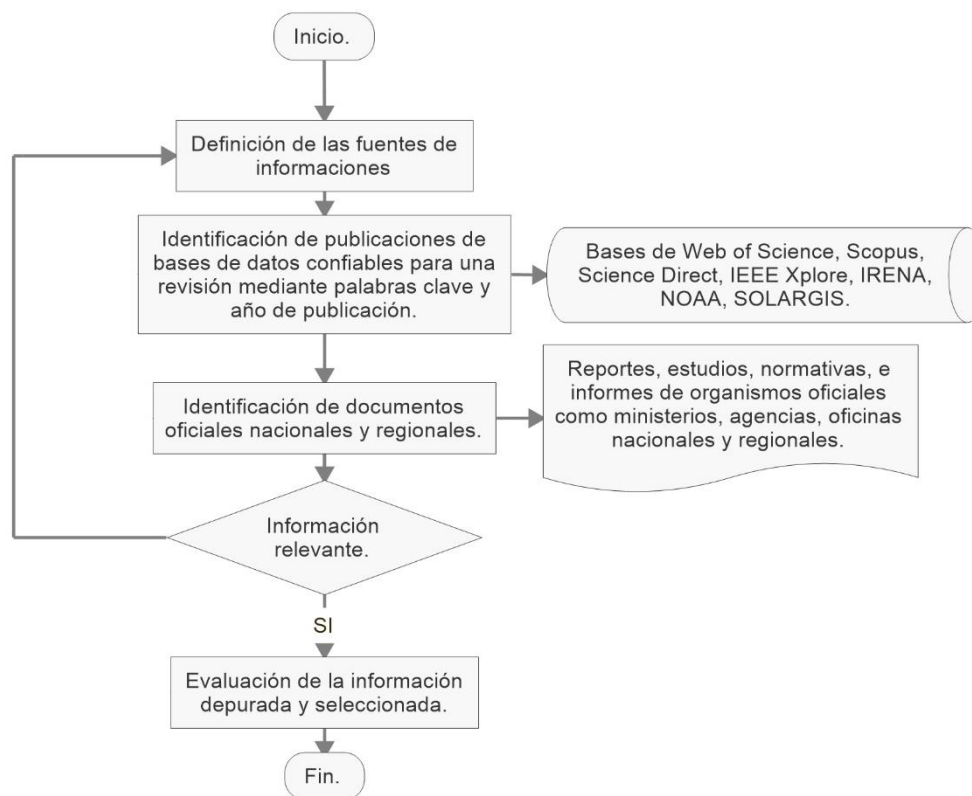 Inicio.
Definición de las fuentes de
informaciones
Identificación de publicaciones de
bases de datos confiables para una
revisión mediante palabras clave y
año de publicación.
Bases de Web of Science, Scopus,
Science Direct, IEEE Xplore, IRENA,
NOAA, SOLARGIS.
Identificación de documentos
oficiales nacionales y regionales.
Reportes, estudios, normativas, e
informes de organismos oficiales
como ministerios, agencias, oficinas
nacionales y regionales.
Información
relevante.
SI
Evaluación de la información
depurada y seleccionada.
Fin.